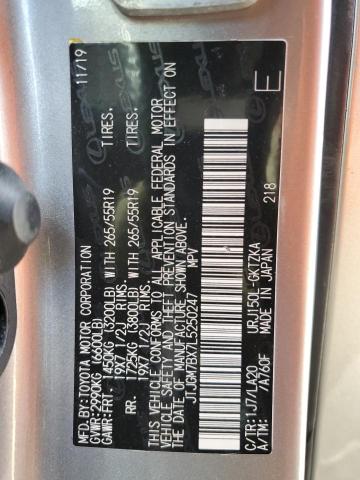 MFD. BY: TOYOTA MOTOR CORPORATION 11/19
GVWR: 2990KG (6600LB)
GAWR: FRT. 1450KG (3200LB) WITH 265/55R19 TIRES.
19X7 1/2J RIMS.
RR. 1725KG (3800LB) WITH 265/55R19 TIRES.
19X7 1/2J RIMS.
THIS VEHICLE CONFORMS TO ALL APPLICABLE FEDERAL MOTOR
VEHICLE SAFETY AND THEFT PREVENTION STANDARDS IN EFFECT ON
THE DATE OF MANUFACTURE SHOWN ABOVE.
JTJGM7BX7L5250247 MPV
E
C/TR: 1J7/LA20 URJ150L-GKTZKA
A/TM: /A760F MADE IN JAPAN 218
LEXUS